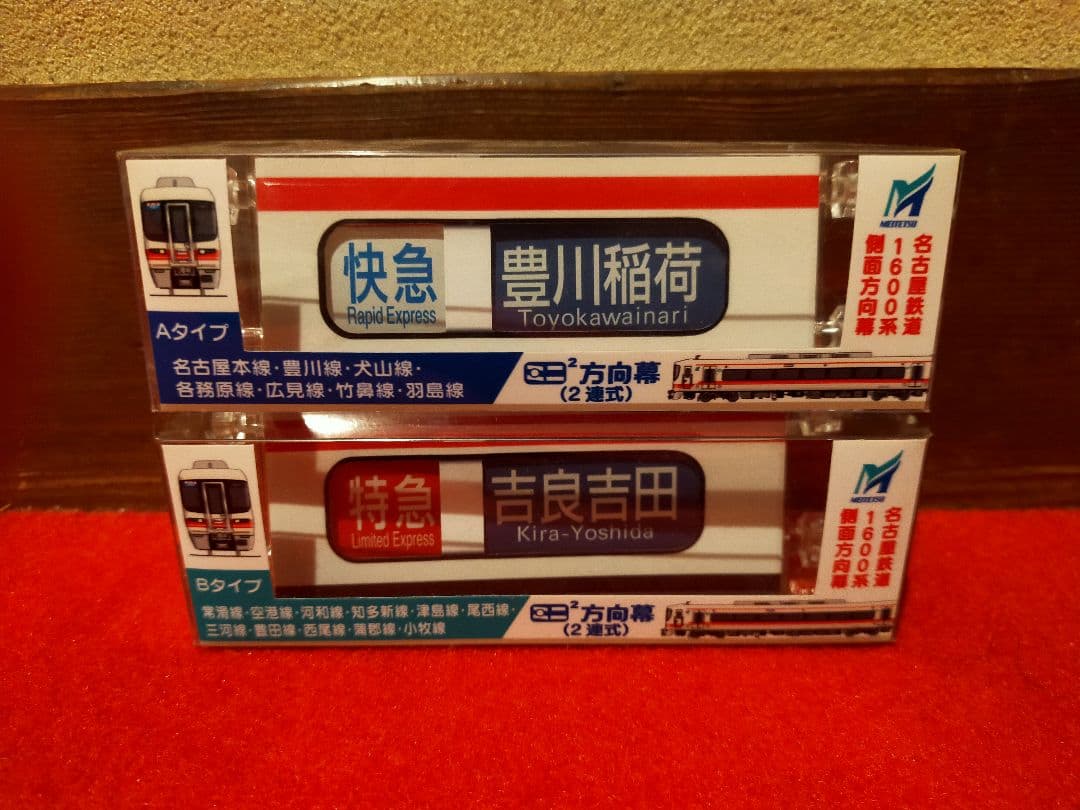 快急
Rapid Express
豊川稲荷
Toyokawainari
MEITETSU
名古屋鉄道
1600系
側面方向幕
Aタイプ
名古屋本線・豊川線・犬山線・
各務原線・広見線・竹鼻線・羽島線
2方向幕
(2連式)
特急
Limited Express
吉良吉田
Kira-Yoshida
MEITETSU
名古屋鉄道
1600系
側面方向幕
Bタイプ
常滑線・空港線・河和線・知多新線・津島線・尾西線・
三河線・豊田線・西尾線・蒲郡線・小牧線
2方向幕
(2連式)